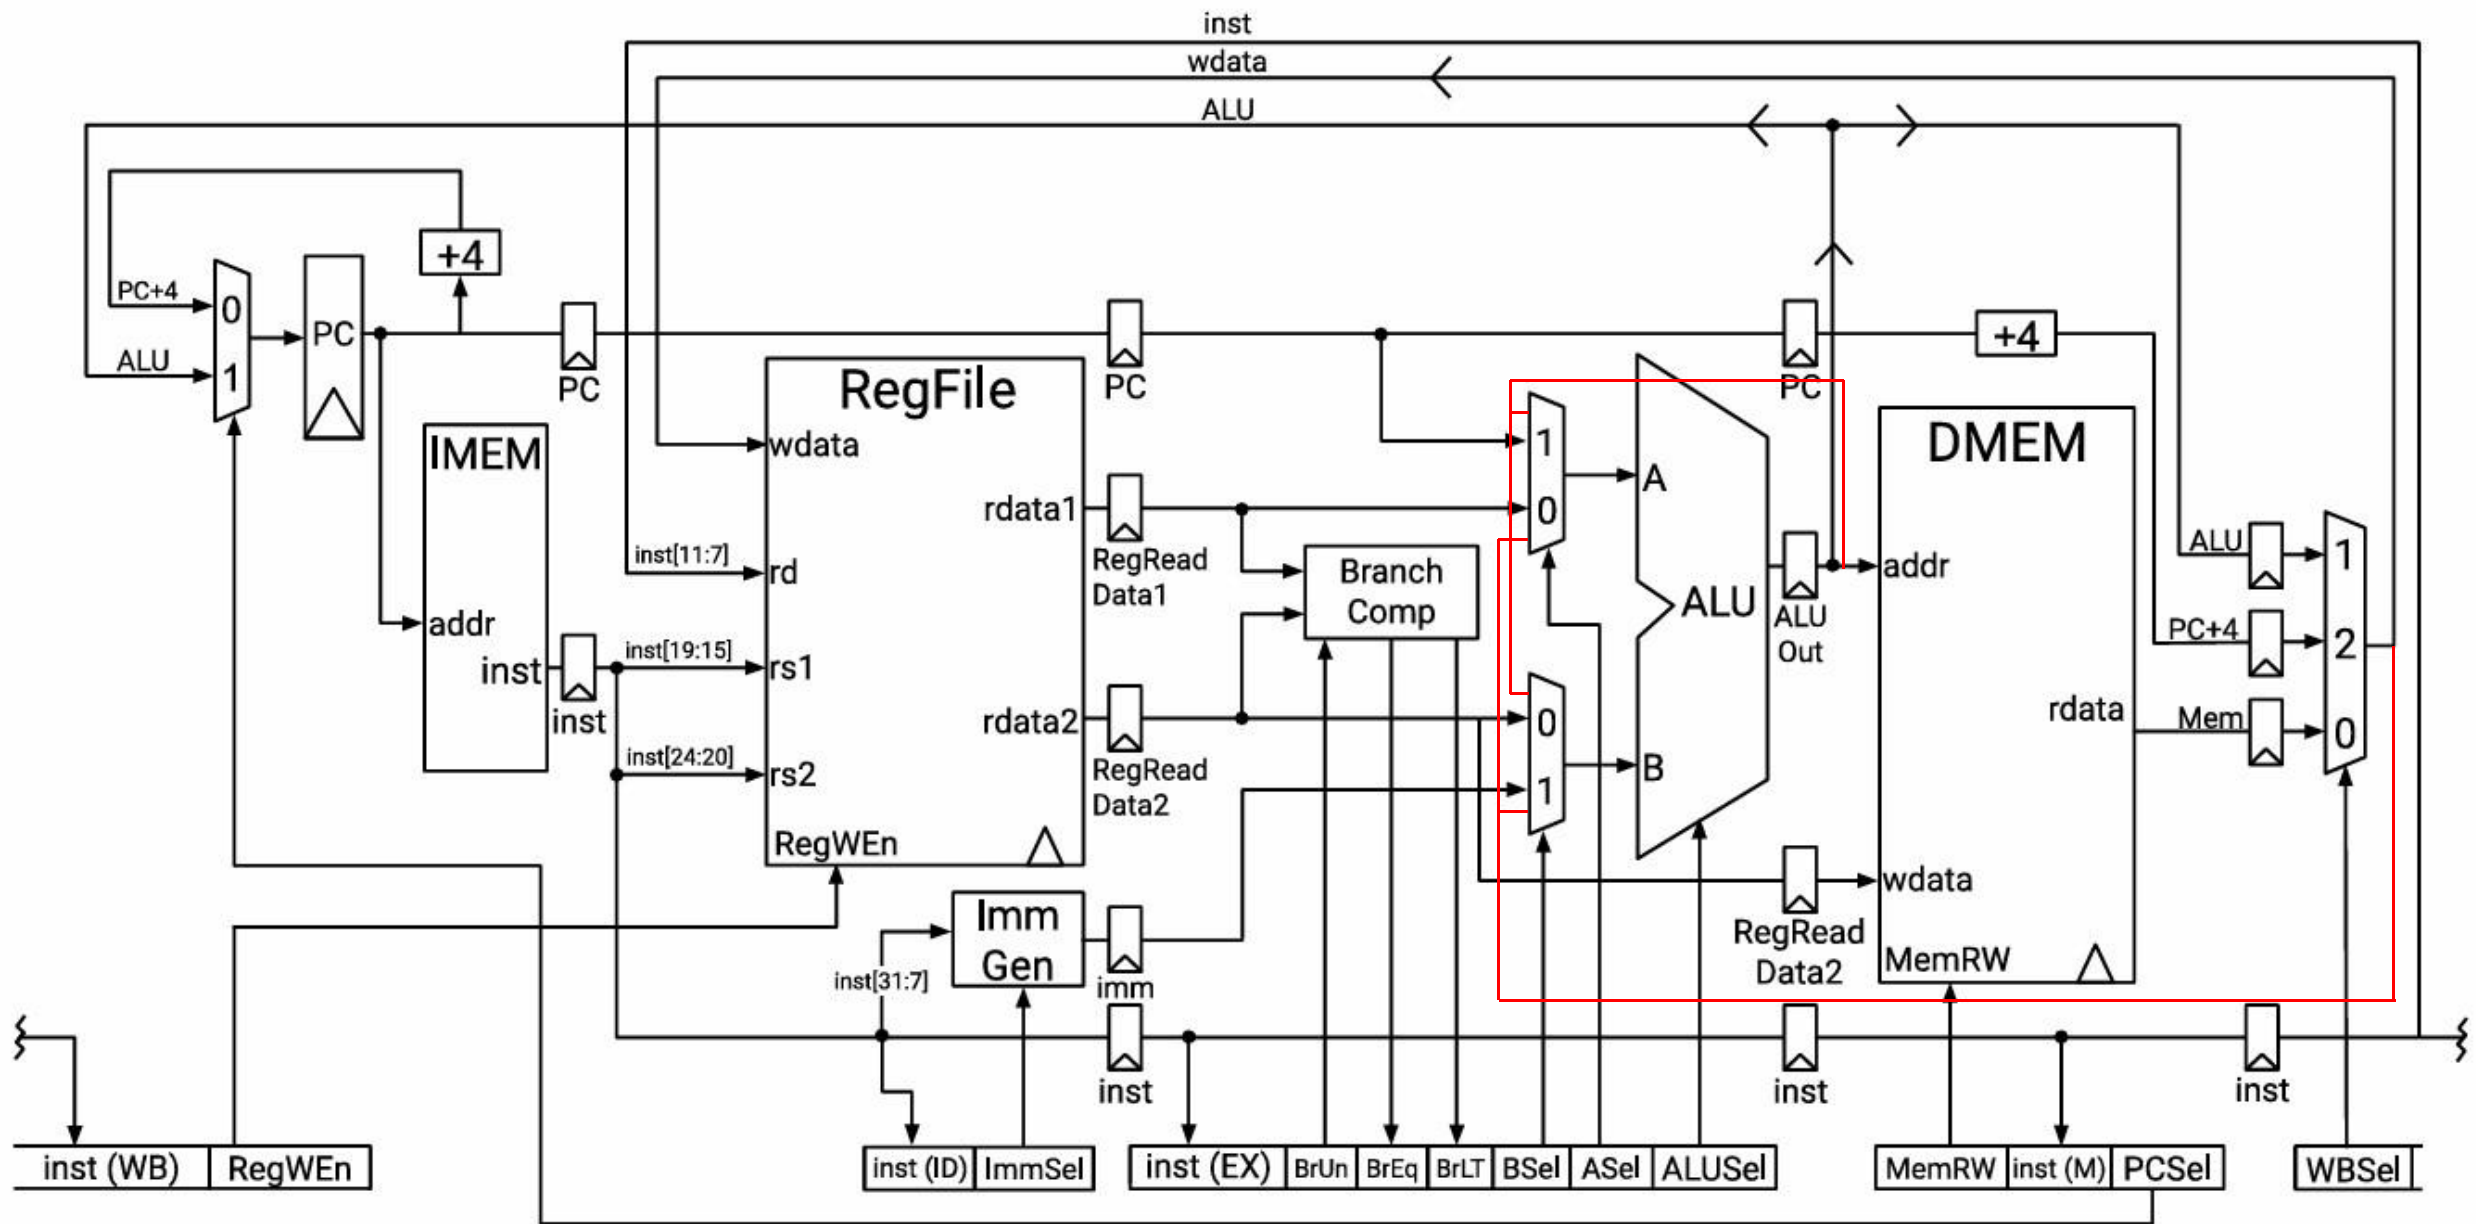 inst
wdata
ALU
+4
PC+4
0
PC
ALU
1
PC
PC
PC
+4
IMEM
addr
inst
inst
RegFile
wdata
rdata1
inst[11:7]
rd
inst[19:15]
rs1
rdata2
inst[24:20]
rs2
RegWEn
RegRead
Data1
RegRead
Data2
Imm
Gen
inst[31:7]
imm
Branch
Comp
1
0
0
1
A
B
ALU
ALU
Out
DMEM
addr
rdata
wdata
MemRW
RegRead
Data2
ALU
1
PC+4
2
Mem
0
inst
inst
inst
inst (WB)
RegWEn
inst (ID)
ImmSel
inst (EX)
BrUn
BrEq
BrLT
BSel
ASel
ALUSel
MemRW
inst (M)
PCSel
WBSel